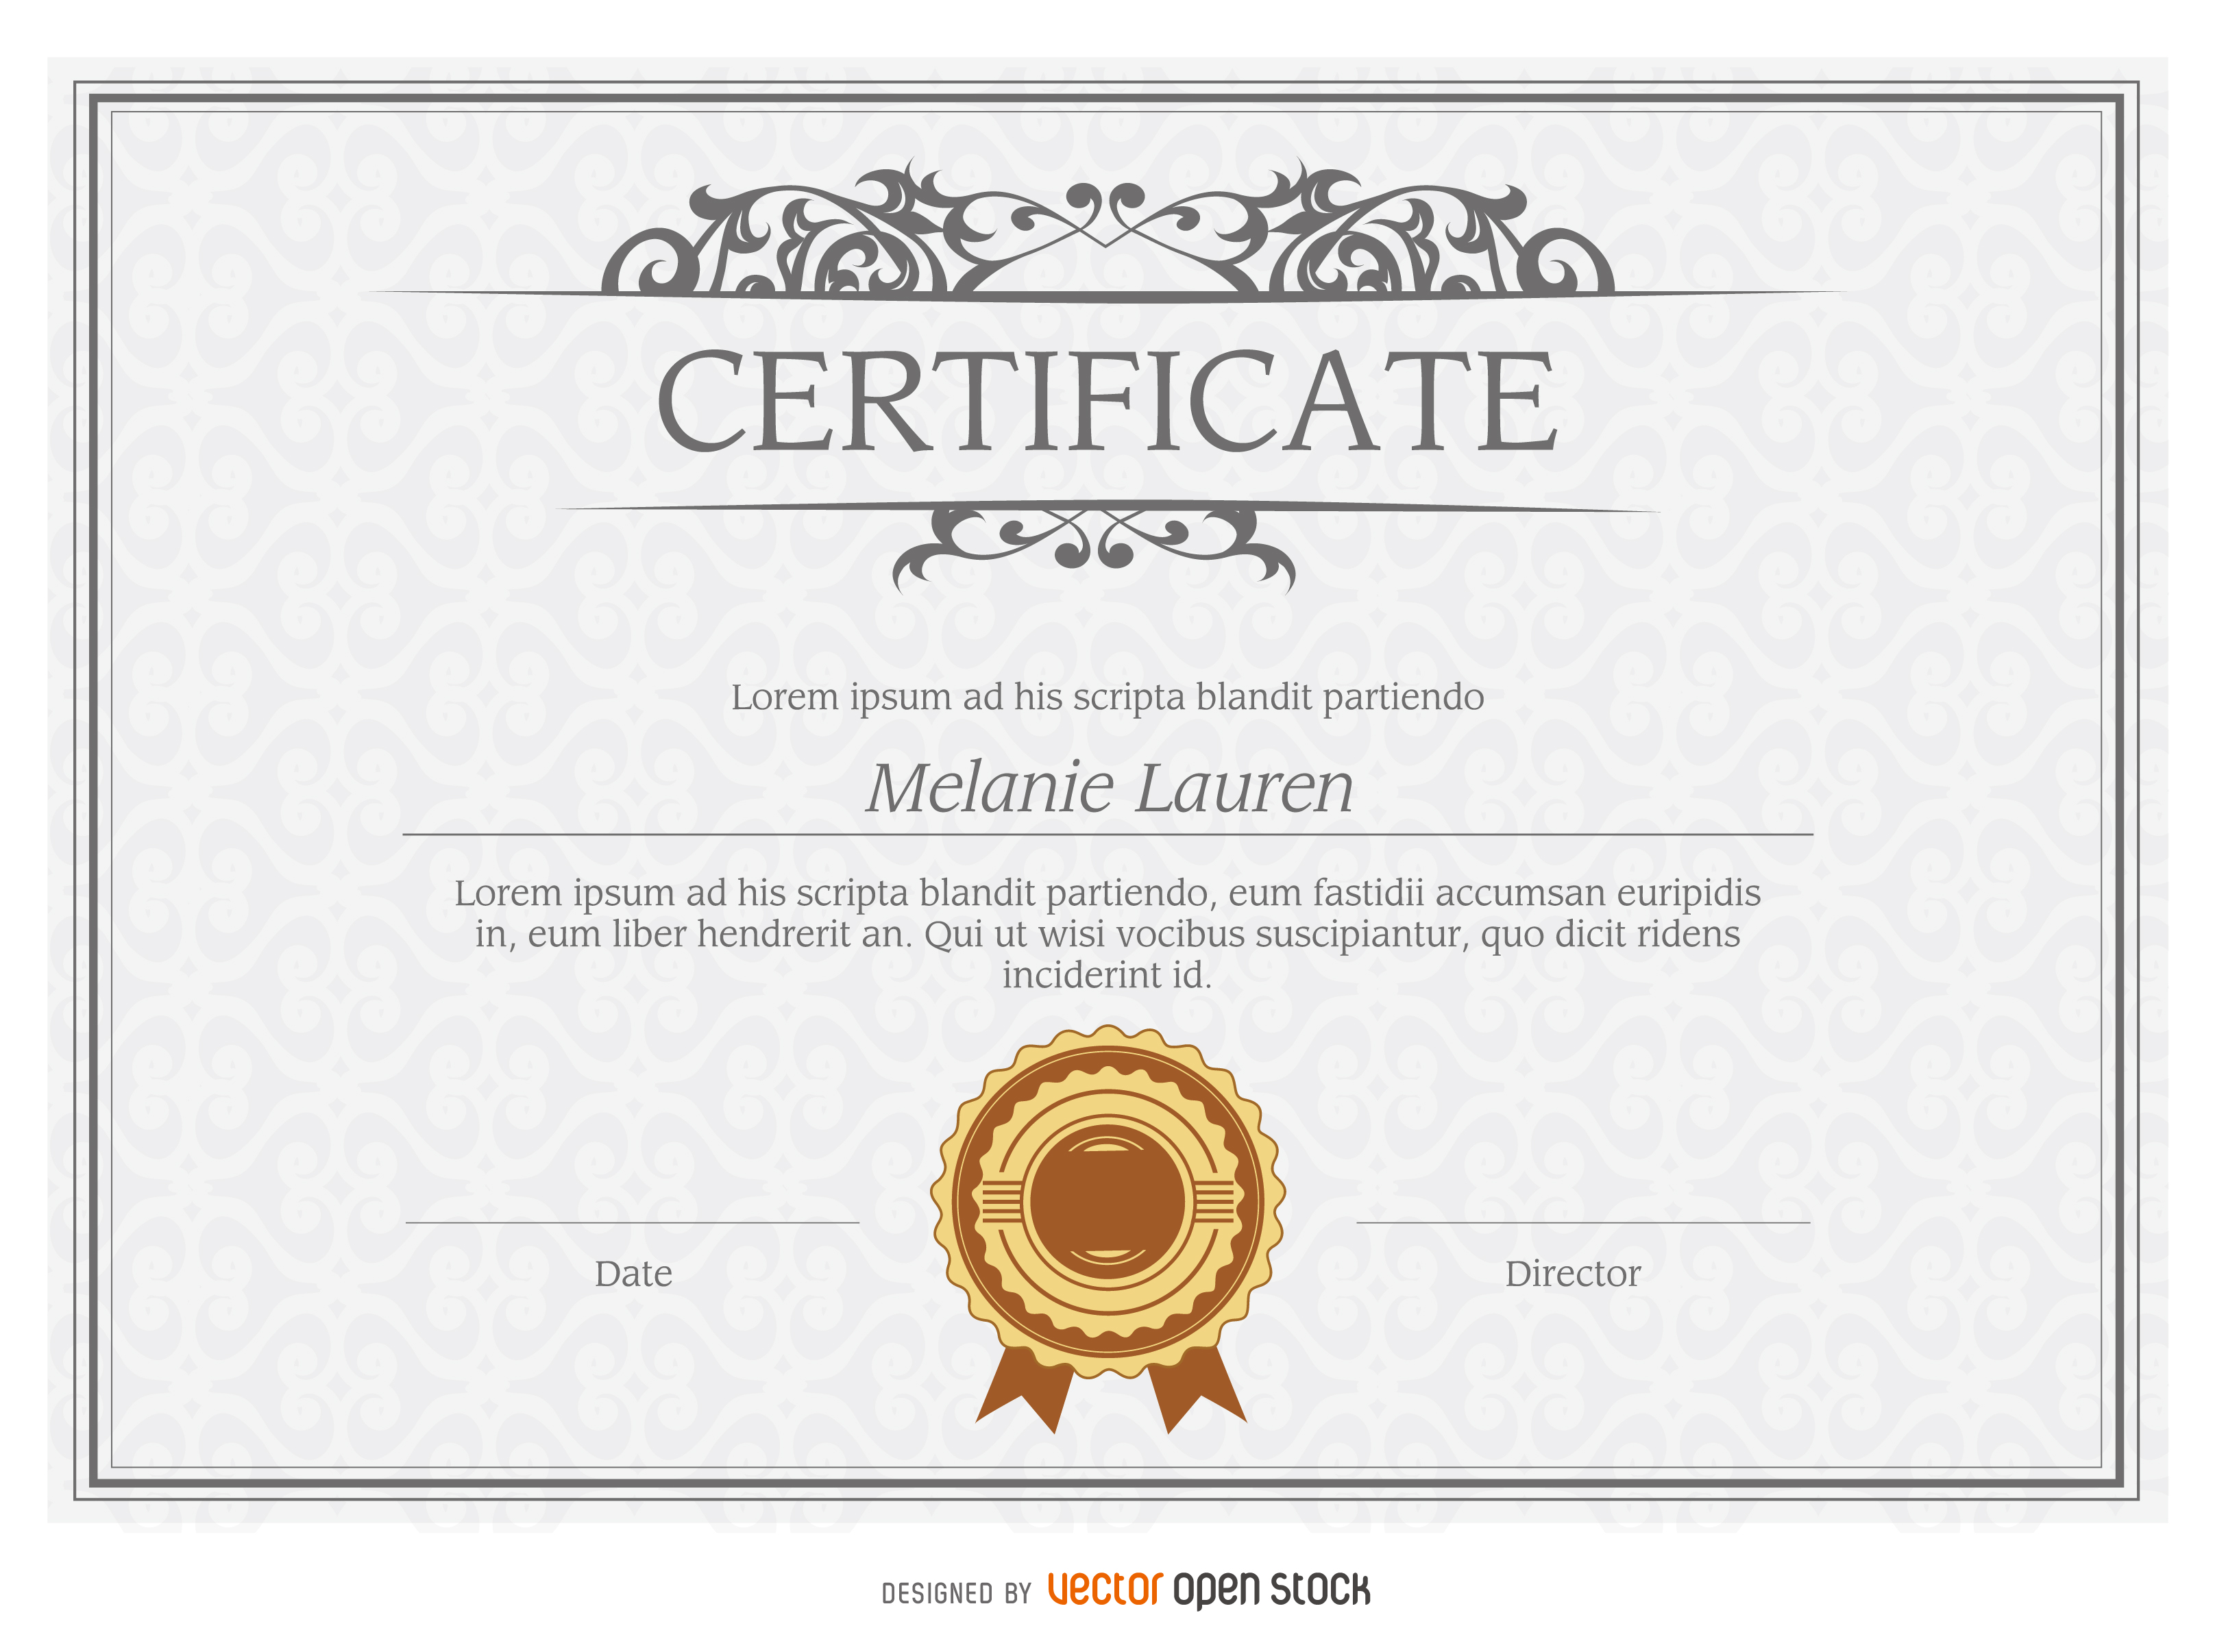 CERTIFICATE
Lorem ipsum ad his scripta blandit partiendo
Melanie Lauren
Lorem ipsum ad his scripta blandit partiendo, eum fastidii accumsan euripidis
in, eum liber hendrerit an. Qui ut wisi vocibus suscipiantur, quo dicit ridens
inciderint id.
Date
Director
DESIGNED BY vector open stock